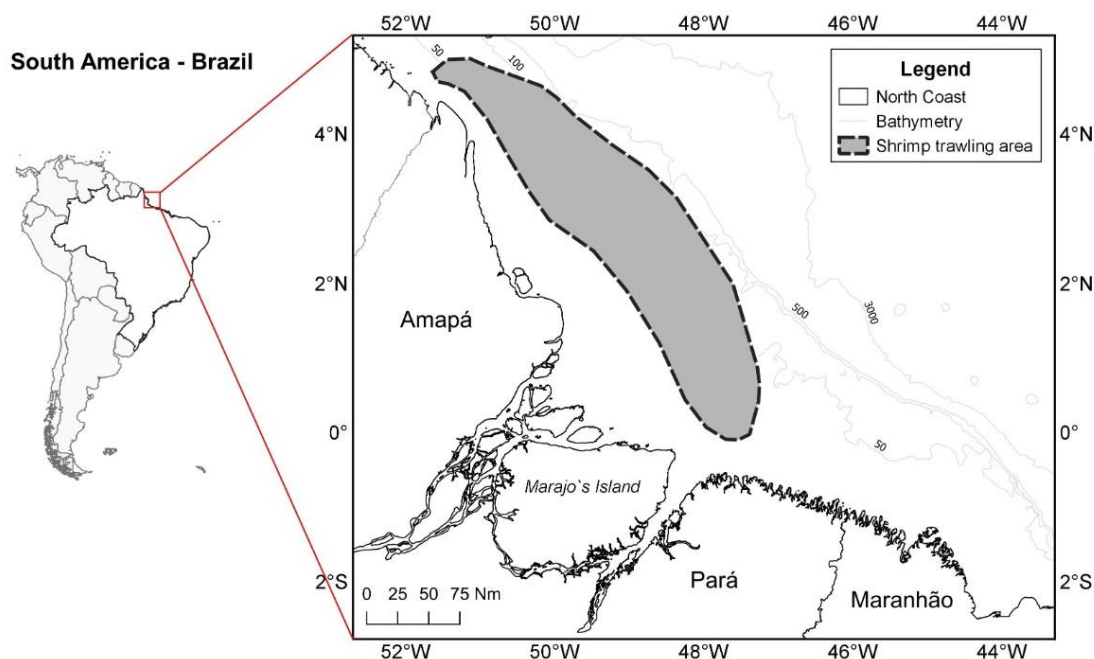 South America - Brazil
52°W 50°W 48°W 46°W 44°W
4°N
2°N
0°
2°S
50
100
500
3000
50
Legend
North Coast
Bathymetry
Shrimp trawling area
4°N
2°N
0°
2°S
Amapá
Marajo`s Island
Pará
Maranhão
0 25 50 75 Nm
52°W 50°W 48°W 46°W 44°W